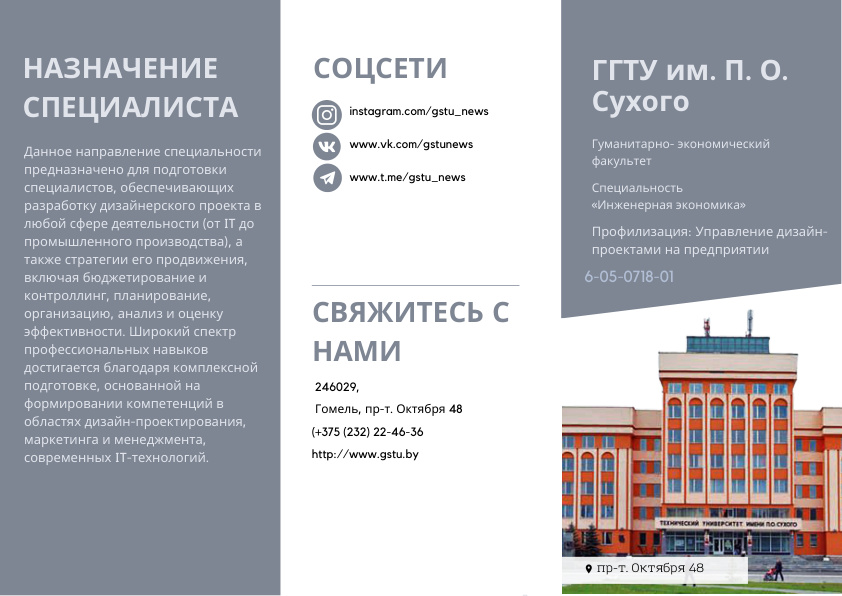 НАЗНАЧЕНИЕ
СПЕЦИАЛИСТА
Данное направление специальности
предназначено для подготовки
специалистов, обеспечивающих
разработку дизайнерского проекта в
любой сфере деятельности (от IT до
промышленного производства), а
также стратегии его продвижения,
включая бюджетирование и
контроллинг, планирование,
организацию, анализ и оценку
эффективности. Широкий спектр
профессиональных навыков
достигается благодаря комплексной
подготовке, основанной на
формировании компетенций в
областях дизайн-проектирования,
маркетинга и менеджмента,
современных IT-технологий.
СОЦСЕТИ
instagram.com/gstu_news
www.vk.com/gstunews
www.t.me/gstu_news
СВЯЖИТЕСЬ С
НАМИ
246029,
Гомель, пр-т. Октября 48
(+375 (232) 22-46-36
http://www.gstu.by
ГГТУ им. П. О.
Сухого
Гуманитарно- экономический
факультет
Специальность
«Инженерная экономика»
Профилизация: Управление дизайн-
проектами на предприятии
6-05-0718-01
ТЕХНИЧЕСКИЙ УНИВЕРСИТЕТ ИМЕНИ П.О.СУХОГО
пр-т. Октября 48